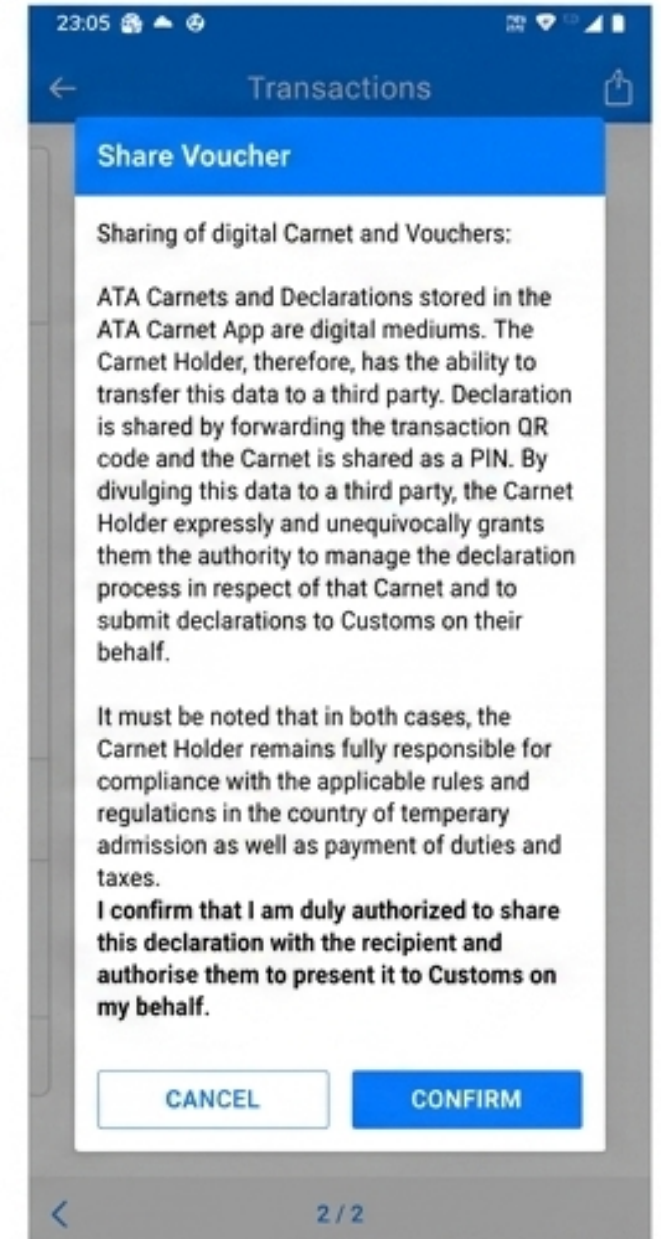 23:05
Transactions
Share Voucher
Sharing of digital Carnet and Vouchers:
ATA Carnets and Declarations stored in the
ATA Carnet App are digital mediums. The
Carnet Holder, therefore, has the ability to
transfer this data to a third party. Declaration
is shared by forwarding the transaction QR
code and the Carnet is shared as a PIN. By
divulging this data to a third party, the Carnet
Holder expressly and unequivocally grants
them the authority to manage the declaration
process in respect of that Carnet and to
submit declarations to Customs on their
behalf.
It must be noted that in both cases, the
Carnet Holder remains fully responsible for
compliance with the applicable rules and
regulations in the country of temperary
admission as well as payment of duties and
taxes.
I confirm that I am duly authorized to share
this declaration with the recipient and
authorise them to present it to Customs on
my behalf.
CANCEL CONFIRM
2 / 2